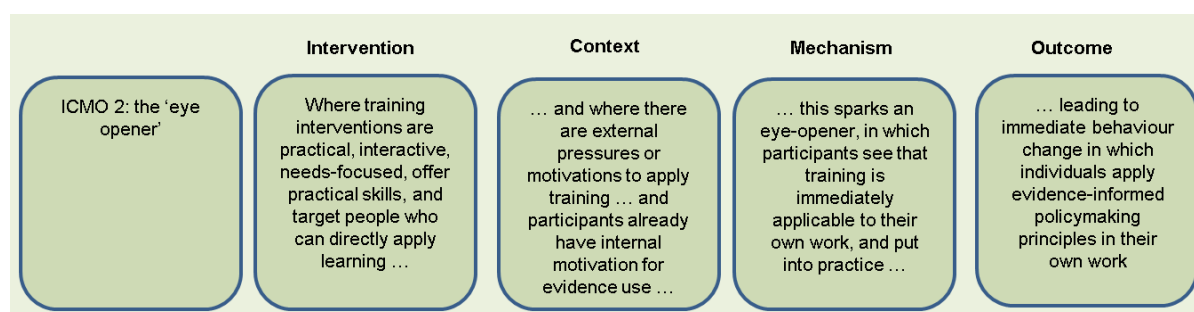 Intervention
Context
Mechanism
Outcome
ICMO 2: the ‘eye
opener’
Where training
interventions are
practical, interactive,
needs-focused, offer
practical skills, and
target people who
can directly apply
learning …
… and where there
are external
pressures or
motivations to apply
training … and
participants already
have internal
motivation for
evidence use …
… this sparks an
eye-opener, in which
participants see that
training is
immediately
applicable to their
own work, and put
into practice …
… leading to
immediate behaviour
change in which
individuals apply
evidence-informed
policymaking
principles in their
own work